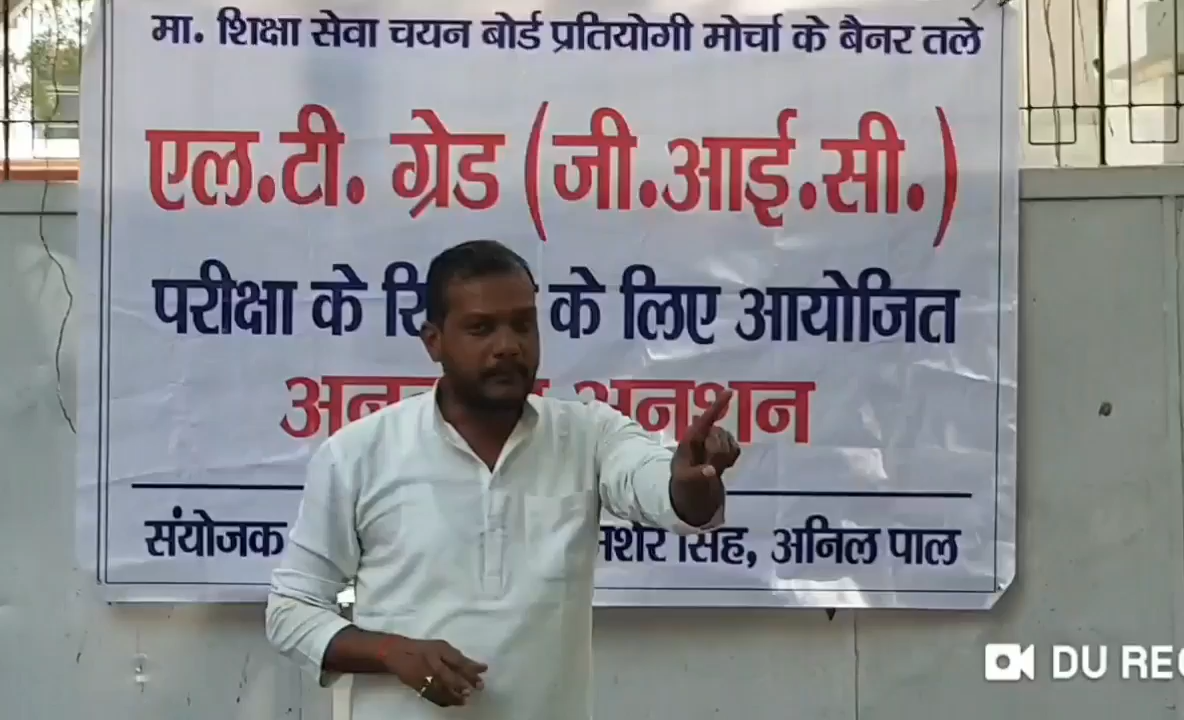 मा. शिक्षा सेवा चयन बोर्ड प्रतियोगी मोर्चा के बैनर तले
एल.टी. ग्रेड (जी.आई.सी.)
परीक्षा के के लिए आयोजित
अनशन
संयोजक सिंह, अनिल पाल
DU REC